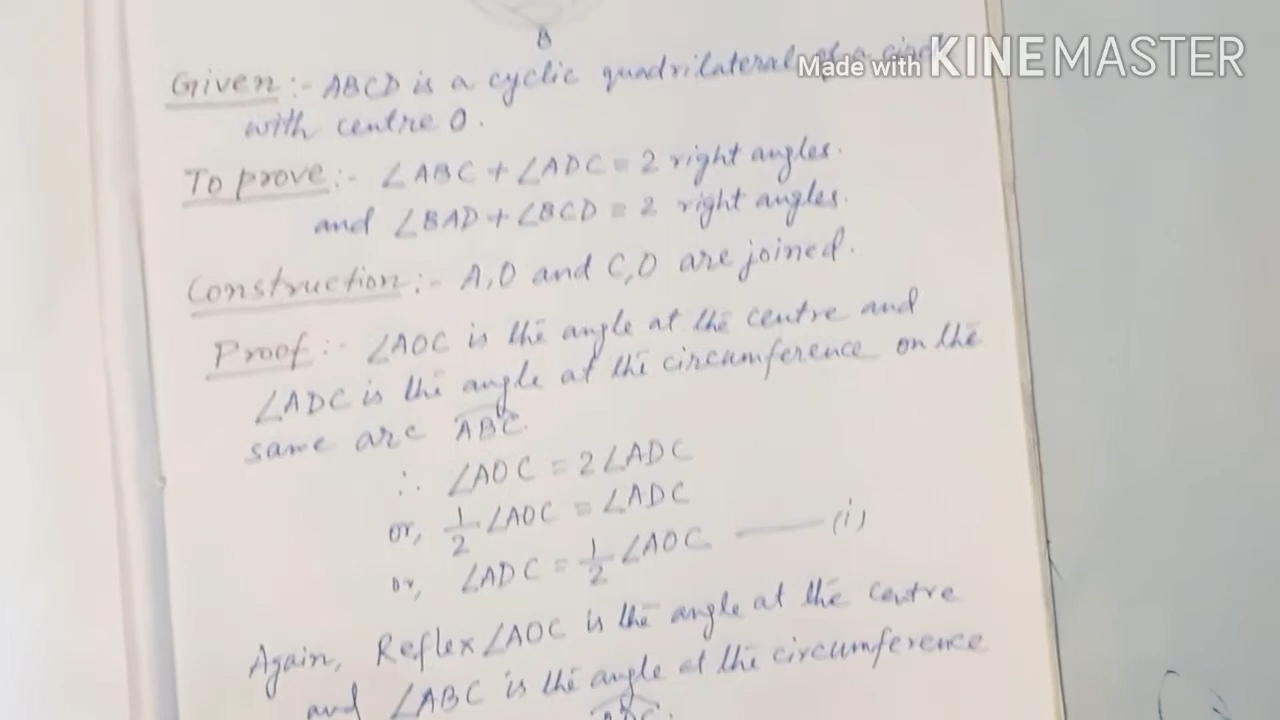 B
Given :- ABCD is a cyclic quadrilateral of a circle
Made with KINEMASTER
with centre O.
To prove :- ∠ABC + ∠ADC = 2 right angles.
and ∠BAD + ∠BCD = 2 right angles.
Construction :- A,O and C,O are joined.
Proof :- ∠AOC is the angle at the centre and
∠ADC is the angle at the circumference on the
same arc ABC.
∴ ∠AOC = 2∠ADC
or, 1/2 ∠AOC = ∠ADC
or, ∠ADC = 1/2 ∠AOC —— (i)
Again, Reflex ∠AOC is the angle at the centre
and ∠ABC is the angle at the circumference